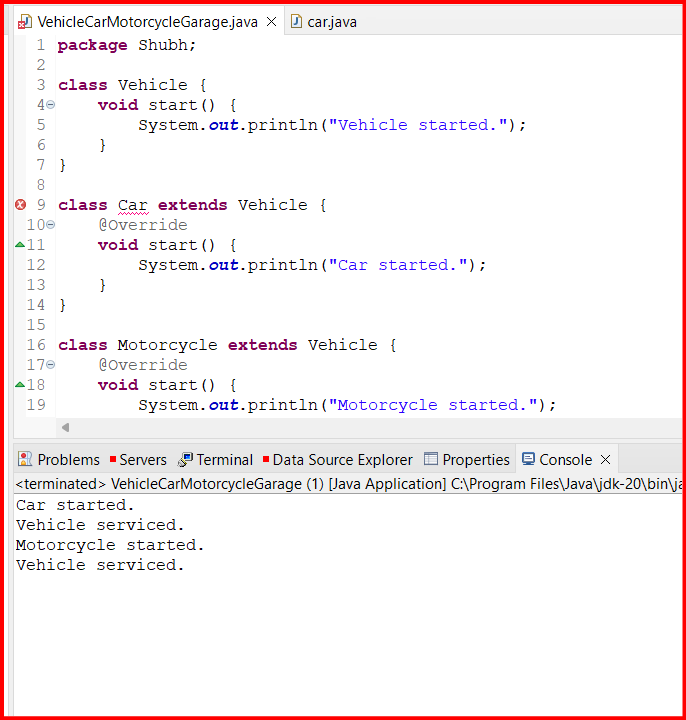 VehicleCarMotorcycleGarage.java car.java
1 package Shubh;
2
3 class Vehicle {
4 void start() {
5 System.out.println("Vehicle started.");
6 }
7 }
8
9 class Car extends Vehicle {
10 @Override
11 void start() {
12 System.out.println("Car started.");
13 }
14 }
15
16 class Motorcycle extends Vehicle {
17 @Override
18 void start() {
19 System.out.println("Motorcycle started.");
Problems Servers Terminal Data Source Explorer Properties Console
<terminated> VehicleCarMotorcycleGarage (1) [Java Application] C:\Program Files\Java\jdk-20\bin\ja
Car started.
Vehicle serviced.
Motorcycle started.
Vehicle serviced.